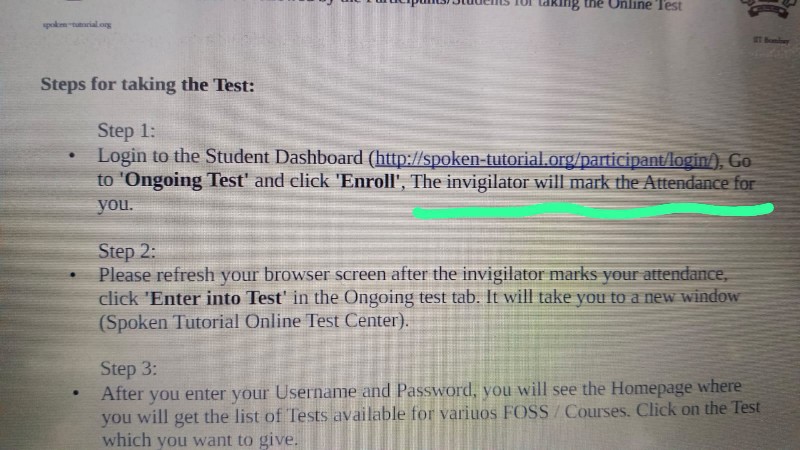 by the Participants/Students for taking the Online Test
spoken-tutorial.org
IIT Bombay
Steps for taking the Test:
Step 1:
• Login to the Student Dashboard (http://spoken-tutorial.org/participant/login/), Go
to 'Ongoing Test' and click 'Enroll', The invigilator will mark the Attendance for
you.
Step 2:
• Please refresh your browser screen after the invigilator marks your attendance,
click 'Enter into Test' in the Ongoing test tab. It will take you to a new window
(Spoken Tutorial Online Test Center).
Step 3:
• After you enter your Username and Password, you will see the Homepage where
you will get the list of Tests available for variuos FOSS / Courses. Click on the Test
which you want to give.